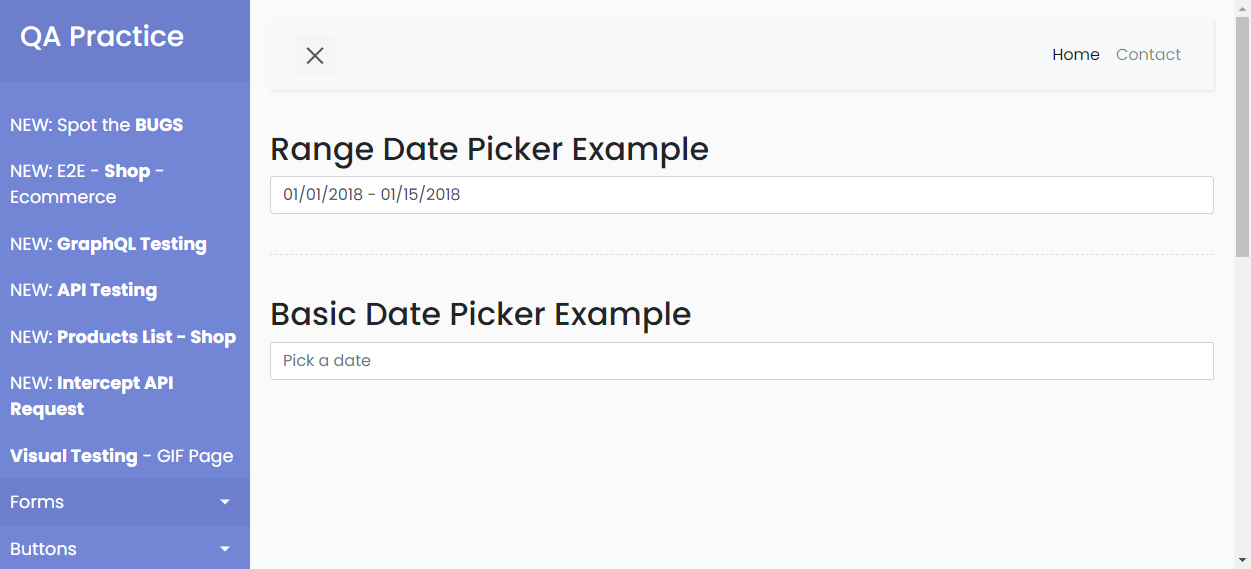 QA Practice
NEW: Spot the BUGS
NEW: E2E - Shop -
Ecommerce
NEW: GraphQL Testing
NEW: API Testing
NEW: Products List - Shop
NEW: Intercept API
Request
Visual Testing - GIF Page
Forms
Buttons
Home Contact
Range Date Picker Example
01/01/2018 - 01/15/2018
Basic Date Picker Example
Pick a date